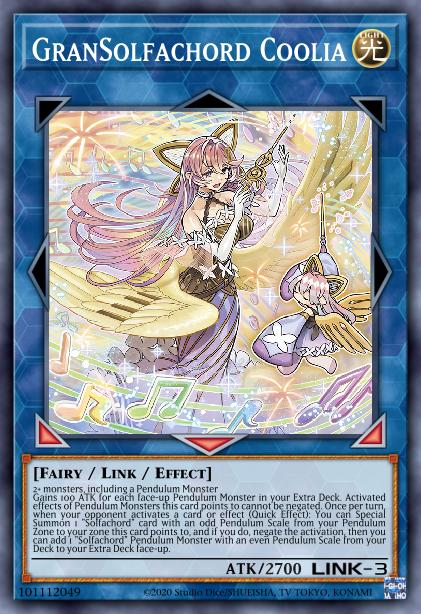 GranSolfachord Coolia
LIGHT
光
[Fairy / Link / Effect]
2+ monsters, including a Pendulum Monster
Gains 100 ATK for each face-up Pendulum Monster in your Extra Deck. Activated
effects of Pendulum Monsters this card points to cannot be negated. Once per turn,
when your opponent activates a card or effect (Quick Effect): You can Special
Summon 1 "Solfachord" card with an odd Pendulum Scale from your Pendulum
Zone to your zone this card points to, and if you do, negate the activation, then you
can add 1 "Solfachord" Pendulum Monster with an even Pendulum Scale from your
Deck to your Extra Deck face-up.
ATK/2700 LINK-3
101112049
©2020 Studio Dice/SHUEISHA, TV TOKYO, KONAMI